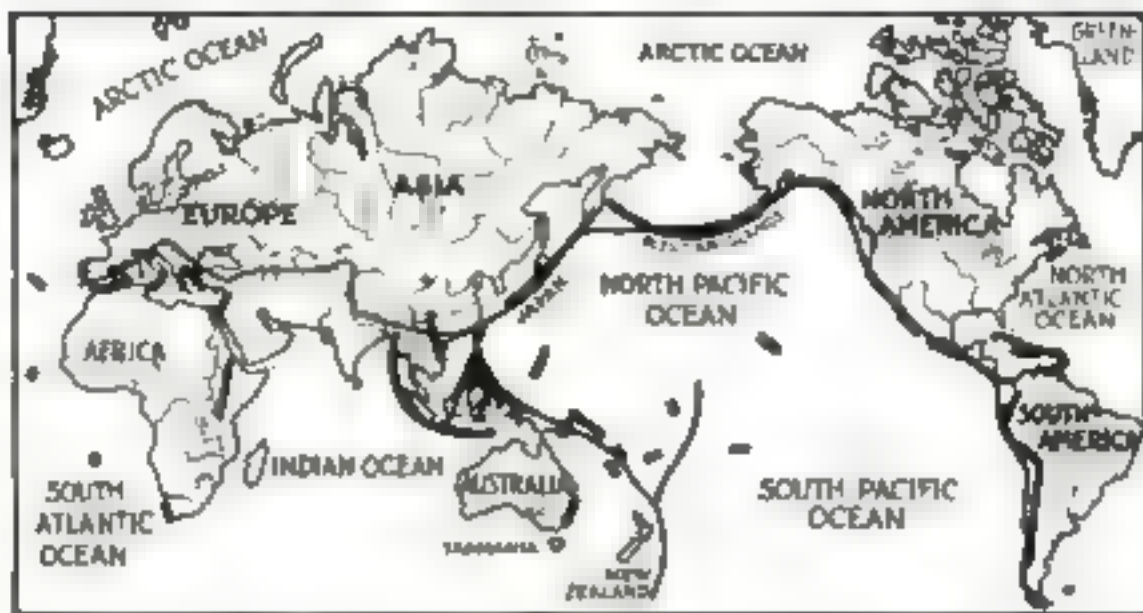 ARCTIC OCEAN
ARCTIC OCEAN
GREEN-
LAND
ASIA
EUROPE
NORTH
AMERICA
JAPAN
NORTH PACIFIC
OCEAN
NORTH
ATLANTIC
OCEAN
AFRICA
SOUTH
AMERICA
INDIAN OCEAN
AUSTRALIA
SOUTH
ATLANTIC
OCEAN
SOUTH PACIFIC
OCEAN
TASMANIA
NEW
ZEALAND